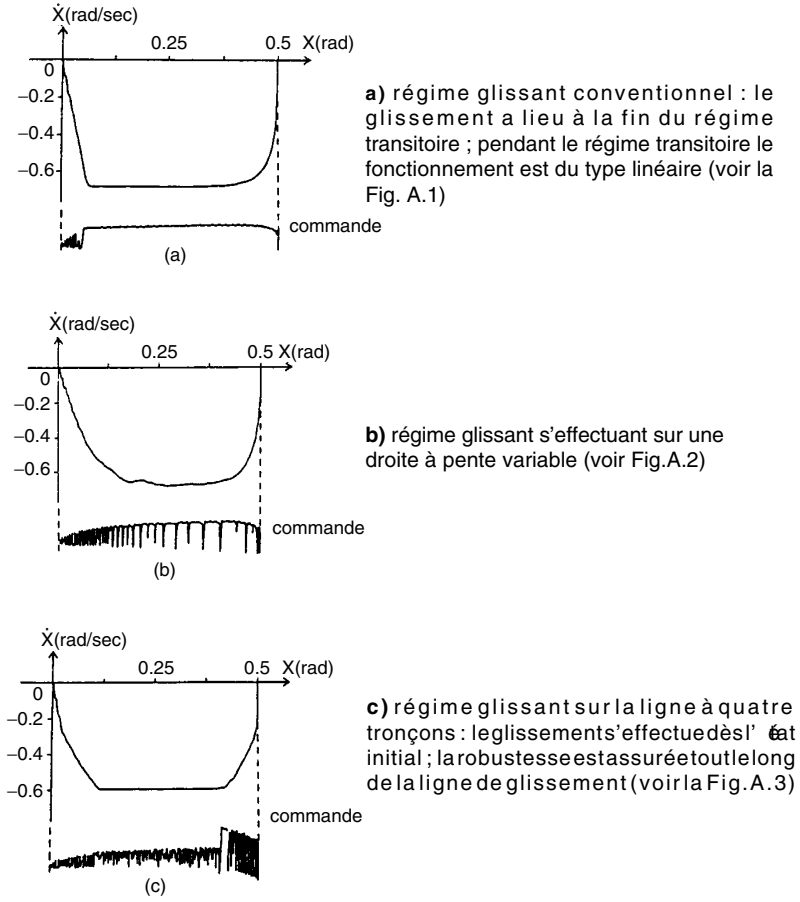 Ẋ(rad/sec)
0.25 0.5 X(rad)
0
−0.2
−0.4
−0.6
commande
(a)
a) régime glissant conventionnel : le
glissement a lieu à la fin du régime
transitoire ; pendant le régime transitoire le
fonctionnement est du type linéaire (voir la
Fig. A.1)
Ẋ(rad/sec)
0.25 0.5 X(rad)
0
−0.2
−0.4
−0.6
commande
(b)
b) régime glissant s'effectuant sur une
droite à pente variable (voir Fig.A.2)
Ẋ(rad/sec)
0.25 0.5 X(rad)
0
−0.2
−0.4
−0.6
commande
(c)
c) régime glissant sur la ligne à quatre
tronçons : le glissement s'effectue dès l' état
initial ; la robustesse est assurée tout le long
de la ligne de glissement (voir la Fig. A.3)